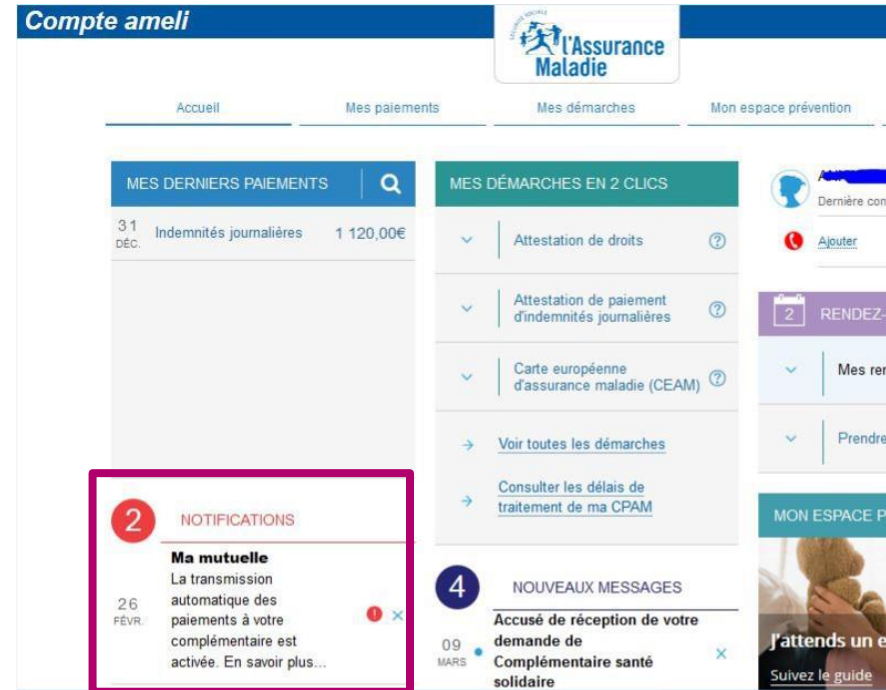 Compte ameli
SÉCURITÉ SOCIALE
l'Assurance
Maladie
Accueil
Mes paiements
Mes démarches
Mon espace prévention
MES DERNIERS PAIEMENTS
31
DÉC.
Indemnités journalières
1 120,00€
2
NOTIFICATIONS
Ma mutuelle
26
FÉVR.
La transmission
automatique des
paiements à votre
complémentaire est
activée. En savoir plus...
MES DÉMARCHES EN 2 CLICS
Attestation de droits
Attestation de paiement
d'indemnités journalières
Carte européenne
d'assurance maladie (CEAM)
Voir toutes les démarches
Consulter les délais de
traitement de ma CPAM
4
NOUVEAUX MESSAGES
09
MARS
Accusé de réception de votre
demande de
Complémentaire santé
solidaire
Dernière con
Ajouter
2
RENDEZ-
Mes ren
Prendre
MON ESPACE P
J'attends un e
Suivez le guide